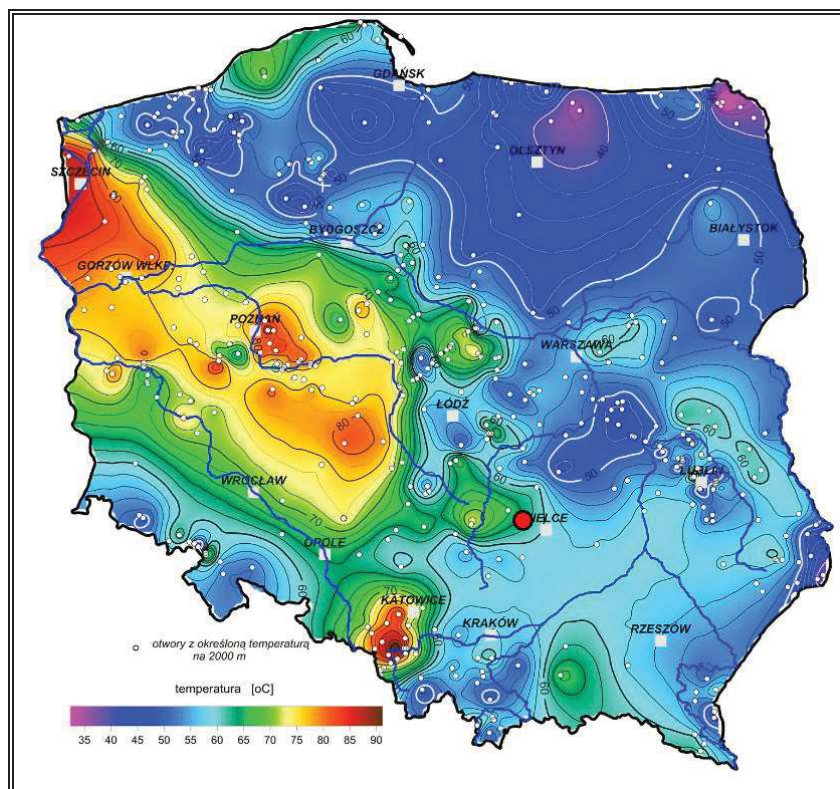 GDAŃSK
OLSZTYN
SZCZECIN
BYDGOSZCZ
BIAŁYSTOK
GORZÓW WLKP.
POZNAŃ
WARSZAWA
ŁÓDŹ
LUBLIN
WROCŁAW
IELCE
OPOLE
KATOWICE
KRAKÓW
RZESZÓW
otwory z określoną temperaturą
na 2000 m
temperatura [oC]
35 40 45 50 55 60 65 70 75 80 85 90